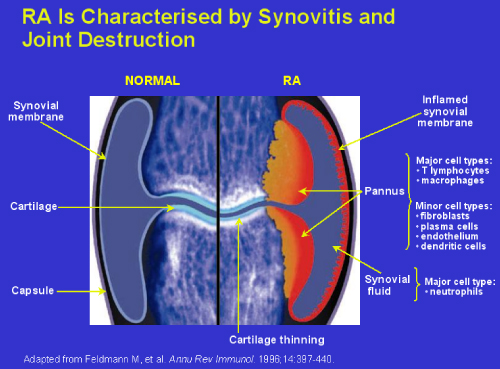 RA Is Characterised by Synovitis and
Joint Destruction
NORMAL
RA
Synovial
membrane
Cartilage
Capsule
Inflamed
synovial
membrane
Pannus
Major cell types:
• T lymphocytes
• macrophages
Minor cell types:
• fibroblasts
• plasma cells
• endothelium
• dendritic cells
Synovial
fluid
Major cell type:
• neutrophils
Cartilage thinning
Adapted from Feldmann M, et al. Annu Rev Immunol. 1996;14:397-440.